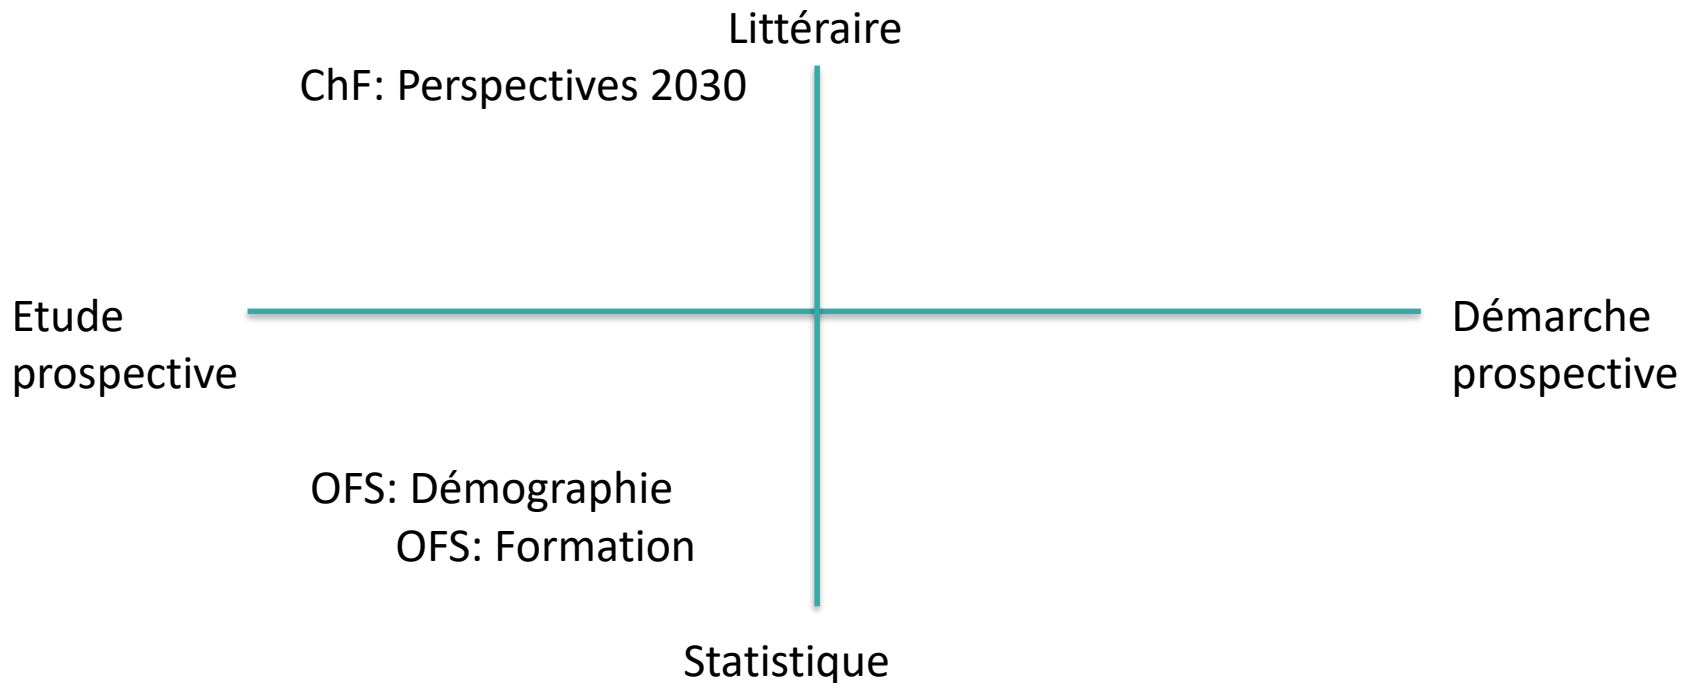 Littéraire
ChF: Perspectives 2030
Etude
prospective
Démarche
prospective
OFS: Démographie
OFS: Formation
Statistique